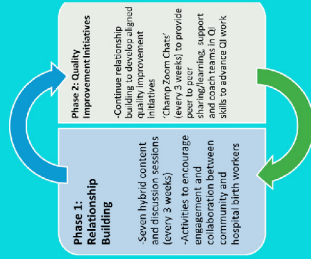 Phase 1:
Relationship
Building
-Seven hybrid content
and discussion sessions
(every 3 weeks)
-Activities to encourage
engagement and
collaboration between
community and
hospital birth workers
Phase 2: Quality
Improvement Initiatives
-Continue relationship
building to develop aligned
quality improvement
initiatives
'Champ Zoom Chats'
(every 3 weeks) to provide
peer to peer
sharing/learning, support
and coach teams in QI
skills to advance QI work